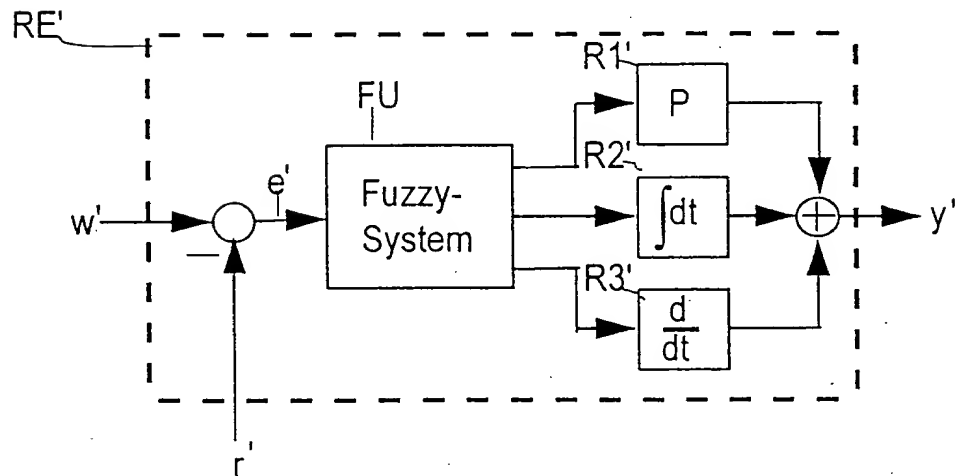 RE'
R1'
P
FU
R2'
e'
Fuzzy-
System
∫dt
w'
+
y'
—
R3'
d
dt
r'